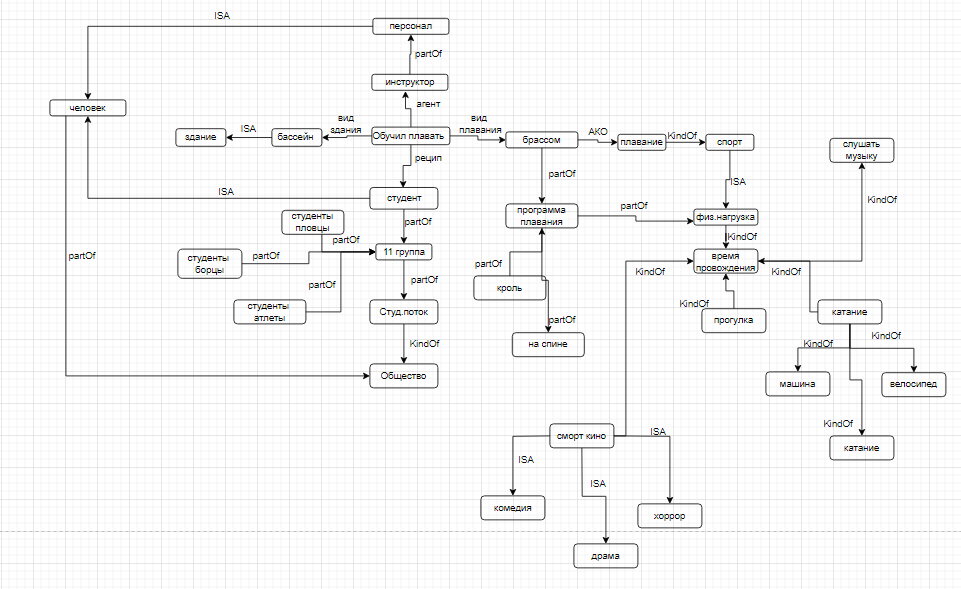 ISA
персонал
partOf
инструктор
агент
человек
вид
здания
вид
плавания
здание
ISA
бассейн
Обучил плавать
брассом
АКО
плавание
KindOf
спорт
слушать
музыку
рецип
partOf
ISA
ISA
студент
KindOf
студенты
пловцы
partOf
программа
плавания
partOf
физ.нагрузка
partOf
11 группа
KindOf
partOf
студенты
борцы
partOf
время
провождения
partOf
partOf
KindOf
KindOf
partOf
кроль
студенты
атлеты
Студ.поток
KindOf
прогулка
катание
partOf
на спине
KindOf
KindOf
KindOf
Общество
машина
велосипед
KindOf
сморт кино
ISA
катание
ISA
ISA
комедия
хоррор
драма